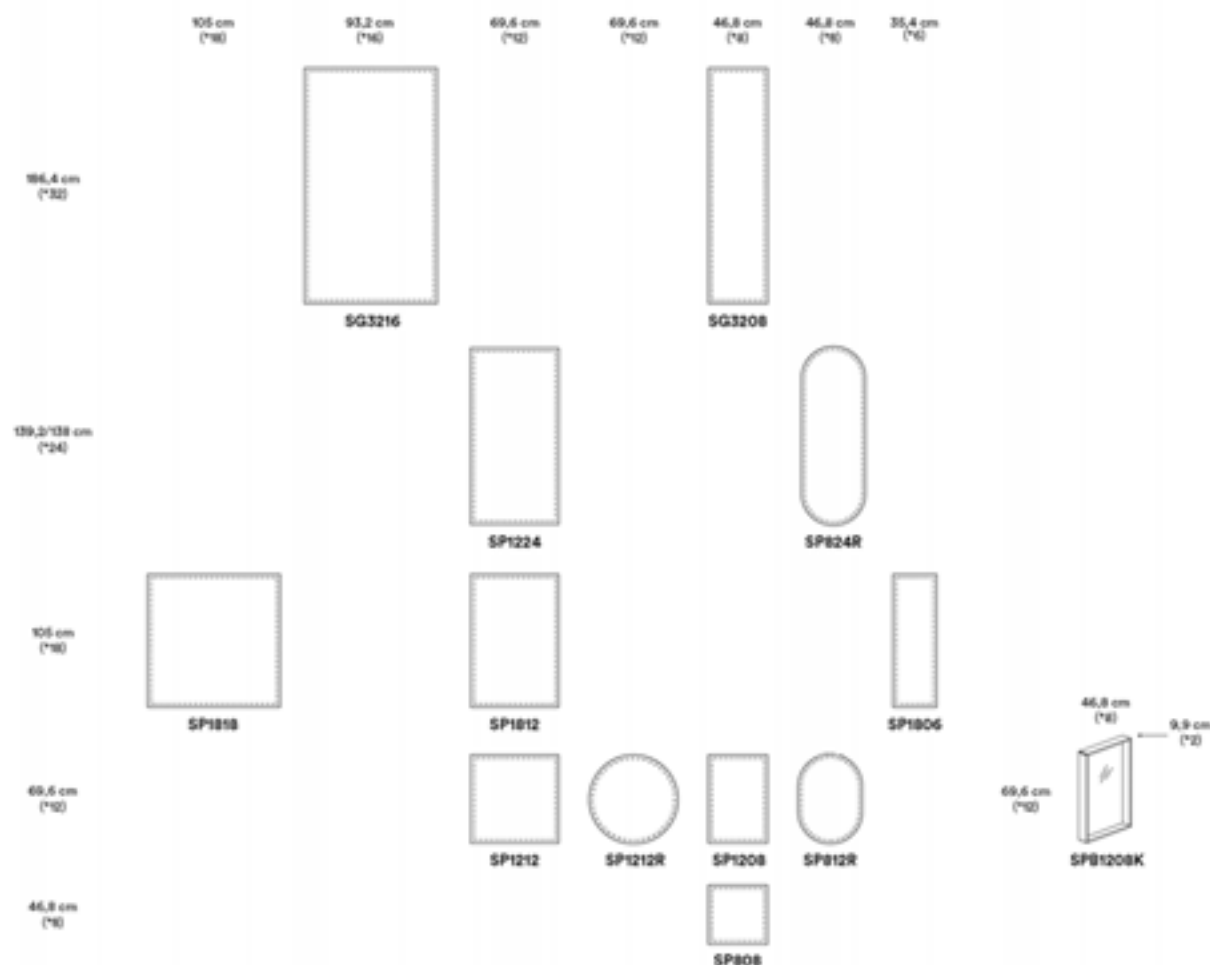 105 cm
(*18)
93,2 cm
(*16)
69,6 cm
(*12)
69,6 cm
(*12)
46,8 cm
(*8)
46,8 cm
(*8)
35,4 cm
(*6)
186,4 cm
(*32)
SG3216
SG3208
139,2/138 cm
(*24)
SP1224
SP824R
105 cm
(*18)
SP1818
SP1812
SP1806
46,8 cm
(*8)
9,9 cm
(*2)
69,6 cm
(*12)
69,6 cm
(*12)
SP1212
SP1212R
SP1208
SP812R
SPB1208K
46,8 cm
(*8)
SP808